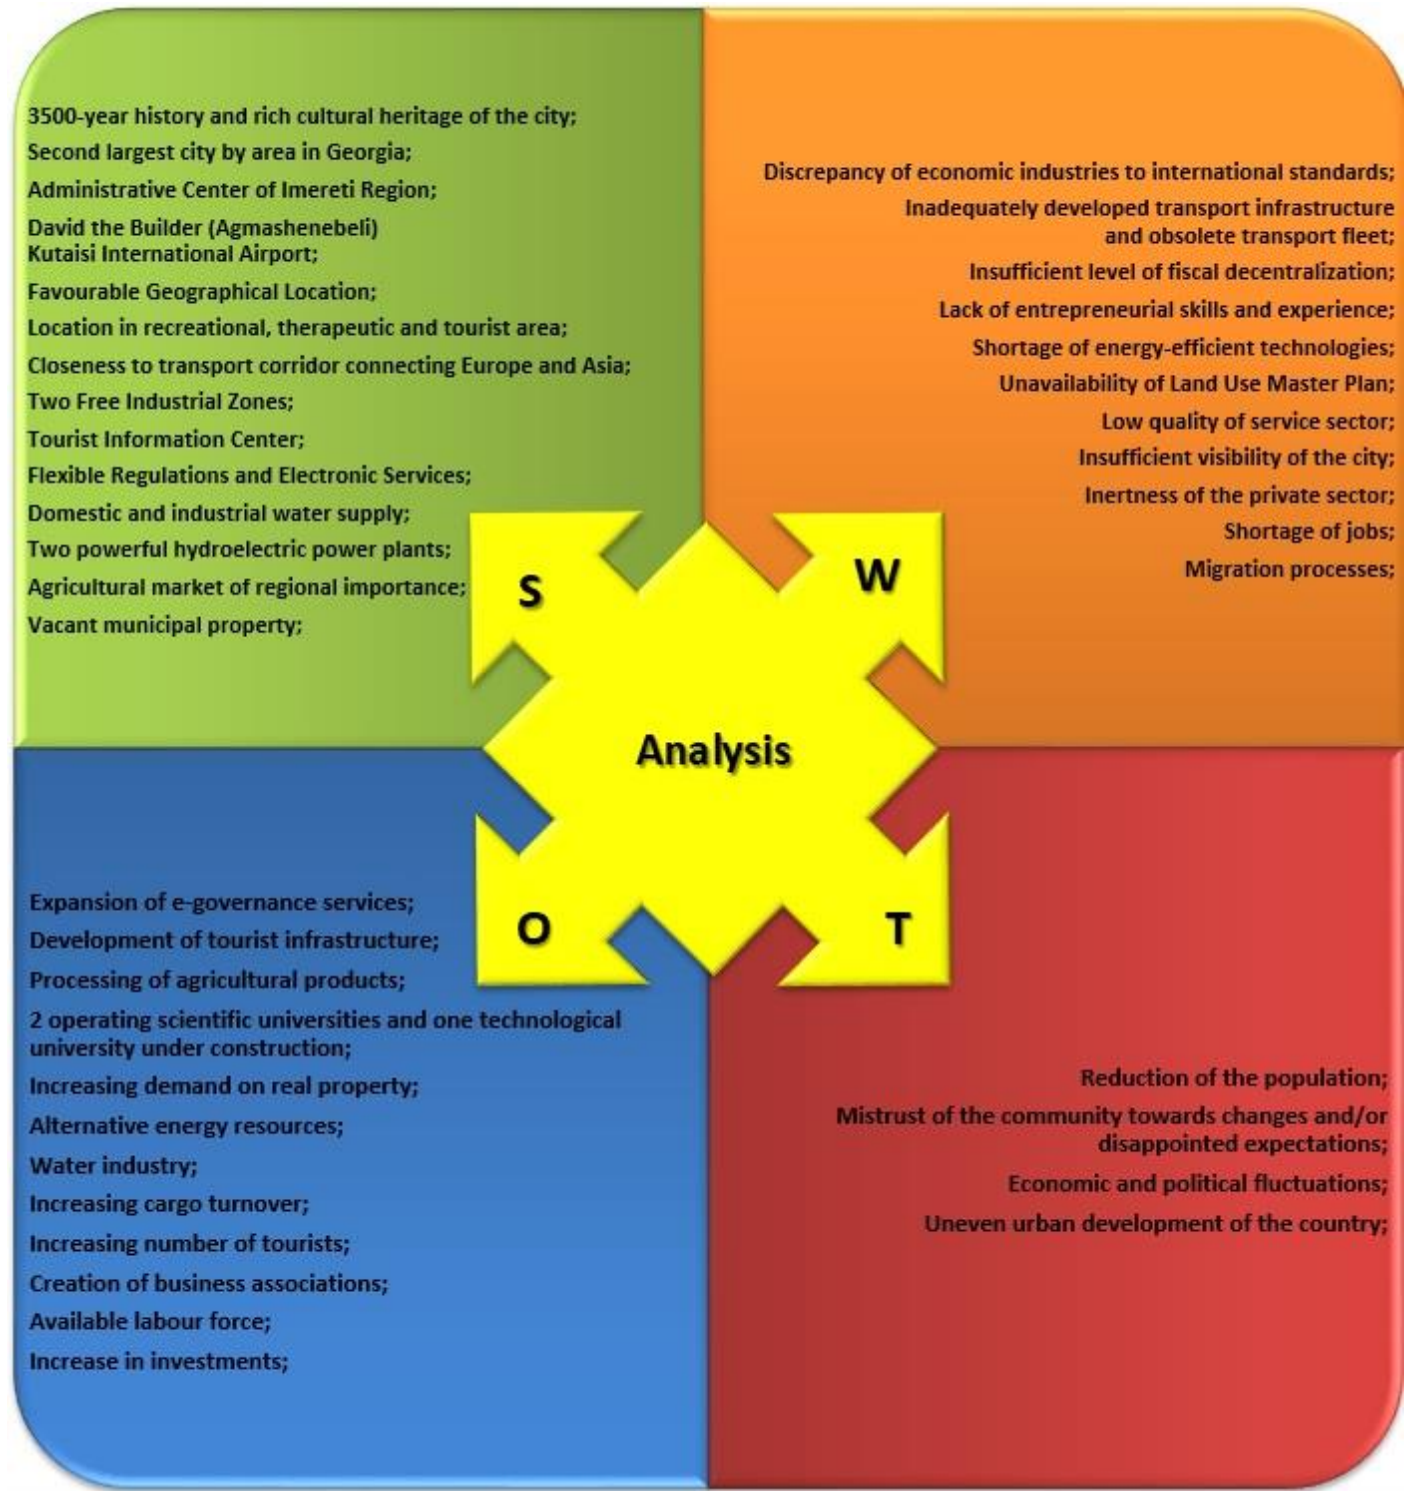 3500-year history and rich cultural heritage of the city;
Second largest city by area in Georgia;
Administrative Center of Imereti Region;
David the Builder (Agmashenebeli)
Kutaisi International Airport;
Favourable Geographical Location;
Location in recreational, therapeutic and tourist area;
Closeness to transport corridor connecting Europe and Asia;
Two Free Industrial Zones;
Tourist Information Center;
Flexible Regulations and Electronic Services;
Domestic and industrial water supply;
Two powerful hydroelectric power plants;
Agricultural market of regional importance;
Vacant municipal property;
Discrepancy of economic industries to international standards;
Inadequately developed transport infrastructure
and obsolete transport fleet;
Insufficient level of fiscal decentralization;
Lack of entrepreneurial skills and experience;
Shortage of energy-efficient technologies;
Unavailability of Land Use Master Plan;
Low quality of service sector;
Insufficient visibility of the city;
Inertness of the private sector;
Shortage of jobs;
Migration processes;
S
W
Analysis
O
T
Expansion of e-governance services;
Development of tourist infrastructure;
Processing of agricultural products;
2 operating scientific universities and one technological
university under construction;
Increasing demand on real property;
Alternative energy resources;
Water industry;
Increasing cargo turnover;
Increasing number of tourists;
Creation of business associations;
Available labour force;
Increase in investments;
Reduction of the population;
Mistrust of the community towards changes and/or
disappointed expectations;
Economic and political fluctuations;
Uneven urban development of the country;